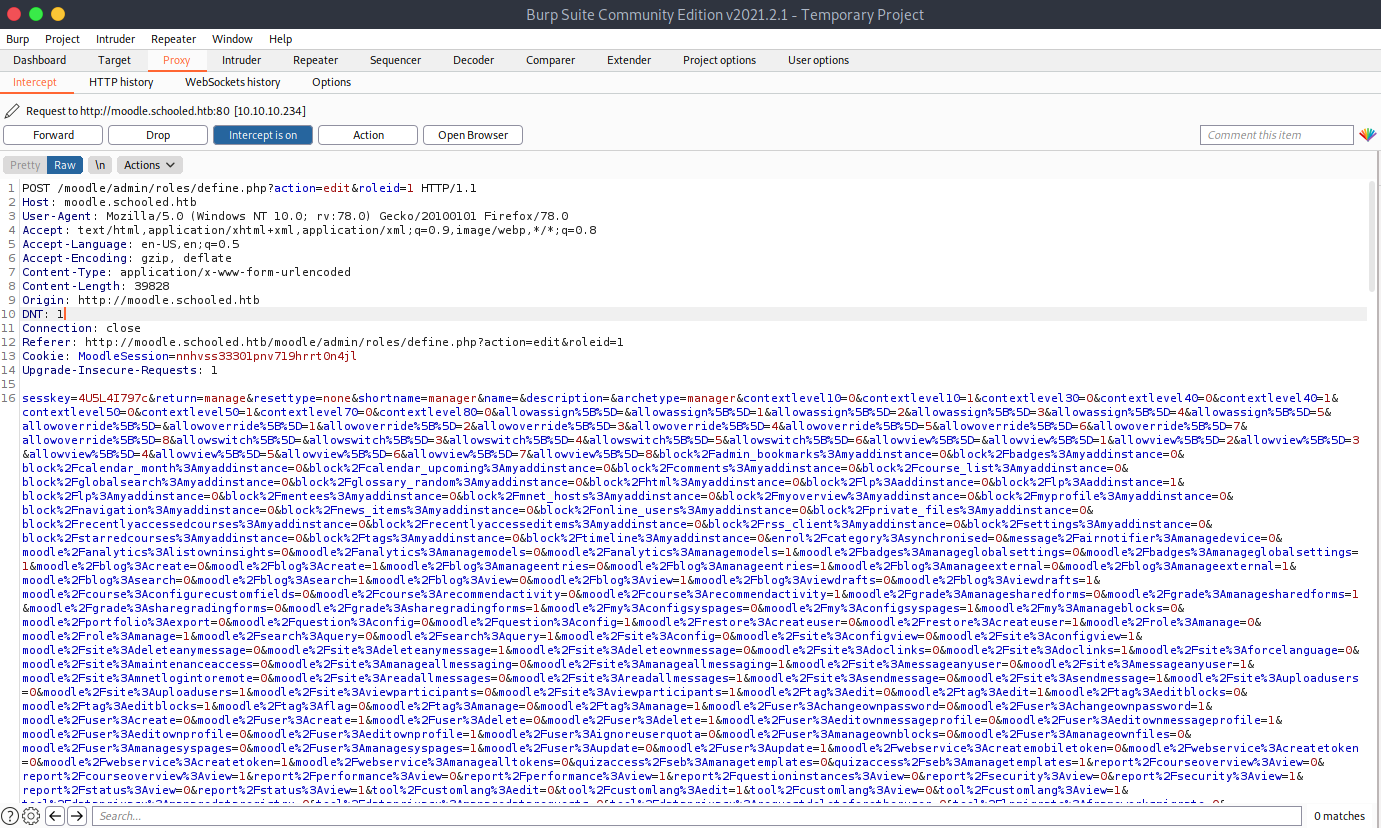 Burp Suite Community Edition v2021.2.1 - Temporary Project
Burp Project Intruder Repeater Window Help
Dashboard Target Proxy Intruder Repeater Sequencer Decoder Comparer Extender Project options User options
Intercept HTTP history WebSockets history Options
Request to http://moodle.schooled.htb:80 [10.10.10.234]
Forward Drop Intercept is on Action Open Browser Comment this item
Pretty Raw \n Actions
1 POST /moodle/admin/roles/define.php?action=edit&roleid=1 HTTP/1.1
2 Host: moodle.schooled.htb
3 User-Agent: Mozilla/5.0 (Windows NT 10.0; rv:78.0) Gecko/20100101 Firefox/78.0
4 Accept: text/html,application/xhtml+xml,application/xml;q=0.9,image/webp,*/*;q=0.8
5 Accept-Language: en-US,en;q=0.5
6 Accept-Encoding: gzip, deflate
7 Content-Type: application/x-www-form-urlencoded
8 Content-Length: 39828
9 Origin: http://moodle.schooled.htb
10 DNT: 1
11 Connection: close
12 Referer: http://moodle.schooled.htb/moodle/admin/roles/define.php?action=edit&roleid=1
13 Cookie: MoodleSession=nnhvss33301pnv719hrrt0n4jl
14 Upgrade-Insecure-Requests: 1
15
16 sesskey=4U5L4I797c&return=manage&resettype=none&shortname=manager&name=&description=&archetype=manager&contextlevel10=0&contextlevel10=1&contextlevel30=0&contextlevel40=0&contextlevel40=1&
contextlevel50=0&contextlevel50=1&contextlevel70=0&contextlevel80=0&allowassign%5B%5D=&allowassign%5B%5D=1&allowassign%5B%5D=2&allowassign%5B%5D=3&allowassign%5B%5D=4&allowassign%5B%5D=5&
allowoverride%5B%5D=&allowoverride%5B%5D=1&allowoverride%5B%5D=2&allowoverride%5B%5D=3&allowoverride%5B%5D=4&allowoverride%5B%5D=5&allowoverride%5B%5D=6&allowoverride%5B%5D=7&
allowoverride%5B%5D=8&allowswitch%5B%5D=&allowswitch%5B%5D=3&allowswitch%5B%5D=4&allowswitch%5B%5D=5&allowswitch%5B%5D=6&allowview%5B%5D=&allowview%5B%5D=1&allowview%5B%5D=2&allowview%5B%5D=3
&allowview%5B%5D=4&allowview%5B%5D=5&allowview%5B%5D=6&allowview%5B%5D=7&allowview%5B%5D=8&block%2Fadmin_bookmarks%3Amyaddinstance=0&block%2Fbadges%3Amyaddinstance=0&
block%2Fcalendar_month%3Amyaddinstance=0&block%2Fcalendar_upcoming%3Amyaddinstance=0&block%2Fcomments%3Amyaddinstance=0&block%2Fcourse_list%3Amyaddinstance=0&
block%2Fglobalsearch%3Amyaddinstance=0&block%2Fglossary_random%3Amyaddinstance=0&block%2Fhtml%3Amyaddinstance=0&block%2Flp%3Aaddinstance=0&block%2Flp%3Aaddinstance=1&
block%2Flp%3Amyaddinstance=0&block%2Fmentees%3Amyaddinstance=0&block%2Fmnet_hosts%3Amyaddinstance=0&block%2Fmyoverview%3Amyaddinstance=0&block%2Fmyprofile%3Amyaddinstance=0&
block%2Fnavigation%3Amyaddinstance=0&block%2Fnews_items%3Amyaddinstance=0&block%2Fonline_users%3Amyaddinstance=0&block%2Fprivate_files%3Amyaddinstance=0&
block%2Frecentlyaccessedcourses%3Amyaddinstance=0&block%2Frecentlyaccesseditems%3Amyaddinstance=0&block%2Frss_client%3Amyaddinstance=0&block%2Fsettings%3Amyaddinstance=0&
block%2Fstarredcourses%3Amyaddinstance=0&block%2Ftags%3Amyaddinstance=0&block%2Ftimeline%3Amyaddinstance=0&enrol%2Fcategory%3Asynchronised=0&message%2Fairnotifier%3Amanagedevice=0&
moodle%2Fanalytics%3Alistowninsights=0&moodle%2Fanalytics%3Amanagemodels=0&moodle%2Fanalytics%3Amanagemodels=1&moodle%2Fbadges%3Amanageglobalsettings=0&moodle%2Fbadges%3Amanageglobalsettings=
1&moodle%2Fblog%3Acreate=0&moodle%2Fblog%3Acreate=1&moodle%2Fblog%3Amanageentries=0&moodle%2Fblog%3Amanageentries=1&moodle%2Fblog%3Amanageexternal=0&moodle%2Fblog%3Amanageexternal=1&
moodle%2Fblog%3Asearch=0&moodle%2Fblog%3Asearch=1&moodle%2Fblog%3Aview=0&moodle%2Fblog%3Aview=1&moodle%2Fblog%3Aviewdrafts=0&moodle%2Fblog%3Aviewdrafts=1&
moodle%2Fcourse%3Aconfigurecustomfields=0&moodle%2Fcourse%3Arecommendactivity=0&moodle%2Fcourse%3Arecommendactivity=1&moodle%2Fgrade%3Amanagesharedforms=0&moodle%2Fgrade%3Amanagesharedforms=1
&moodle%2Fgrade%3Asharegradingforms=0&moodle%2Fgrade%3Asharegradingforms=1&moodle%2Fmy%3Aconfigsyspages=0&moodle%2Fmy%3Aconfigsyspages=1&moodle%2Fmy%3Amanageblocks=0&
moodle%2Fportfolio%3Aexport=0&moodle%2Fquestion%3Aconfig=0&moodle%2Fquestion%3Aconfig=1&moodle%2Frestore%3Acreateuser=0&moodle%2Frestore%3Acreateuser=1&moodle%2Frole%3Amanage=0&
moodle%2Frole%3Amanage=1&moodle%2Fsearch%3Aquery=0&moodle%2Fsearch%3Aquery=1&moodle%2Fsite%3Aconfig=0&moodle%2Fsite%3Aconfigview=0&moodle%2Fsite%3Aconfigview=1&
moodle%2Fsite%3Adeleteanymessage=0&moodle%2Fsite%3Adeleteanymessage=1&moodle%2Fsite%3Adeleteownmessage=0&moodle%2Fsite%3Adoclinks=0&moodle%2Fsite%3Adoclinks=1&moodle%2Fsite%3Aforcelanguage=0&
moodle%2Fsite%3Amaintenanceaccess=0&moodle%2Fsite%3Amanageallmessaging=0&moodle%2Fsite%3Amanageallmessaging=1&moodle%2Fsite%3Amessageanyuser=0&moodle%2Fsite%3Amessageanyuser=1&
moodle%2Fsite%3Amnetlogintoremote=0&moodle%2Fsite%3Areadallmessages=0&moodle%2Fsite%3Areadallmessages=1&moodle%2Fsite%3Asendmessage=0&moodle%2Fsite%3Asendmessage=1&moodle%2Fsite%3Auploadusers
=0&moodle%2Fsite%3Auploadusers=1&moodle%2Fsite%3Aviewparticipants=0&moodle%2Fsite%3Aviewparticipants=1&moodle%2Ftag%3Aedit=0&moodle%2Ftag%3Aedit=1&moodle%2Ftag%3Aeditblocks=0&
moodle%2Ftag%3Aeditblocks=1&moodle%2Ftag%3Aflag=0&moodle%2Ftag%3Amanage=0&moodle%2Ftag%3Amanage=1&moodle%2Fuser%3Achangeownpassword=0&moodle%2Fuser%3Achangeownpassword=1&
moodle%2Fuser%3Acreate=0&moodle%2Fuser%3Acreate=1&moodle%2Fuser%3Adelete=0&moodle%2Fuser%3Adelete=1&moodle%2Fuser%3Aeditownmessageprofile=0&moodle%2Fuser%3Aeditownmessageprofile=1&
moodle%2Fuser%3Aeditownprofile=0&moodle%2Fuser%3Aeditownprofile=1&moodle%2Fuser%3Aignoreuserquota=0&moodle%2Fuser%3Amanageownblocks=0&moodle%2Fuser%3Amanageownfiles=0&
moodle%2Fuser%3Amanagesyspages=0&moodle%2Fuser%3Amanagesyspages=1&moodle%2Fuser%3Aupdate=0&moodle%2Fuser%3Aupdate=1&moodle%2Fwebservice%3Acreatemobiletoken=0&moodle%2Fwebservice%3Acreatetoken
=0&moodle%2Fwebservice%3Acreatetoken=1&moodle%2Fwebservice%3Amanagealltokens=0&quizaccess%2Fseb%3Amanagetemplates=0&quizaccess%2Fseb%3Amanagetemplates=1&report%2Fcourseoverview%3Aview=0&
report%2Fcourseoverview%3Aview=1&report%2Fperformance%3Aview=0&report%2Fperformance%3Aview=1&report%2Fquestioninstances%3Aview=0&report%2Fsecurity%3Aview=0&report%2Fsecurity%3Aview=1&
report%2Fstatus%3Aview=0&report%2Fstatus%3Aview=1&tool%2Fcustomlang%3Aedit=0&tool%2Fcustomlang%3Aedit=1&tool%2Fcustomlang%3Aview=0&tool%2Fcustomlang%3Aview=1&
Search... 0 matches